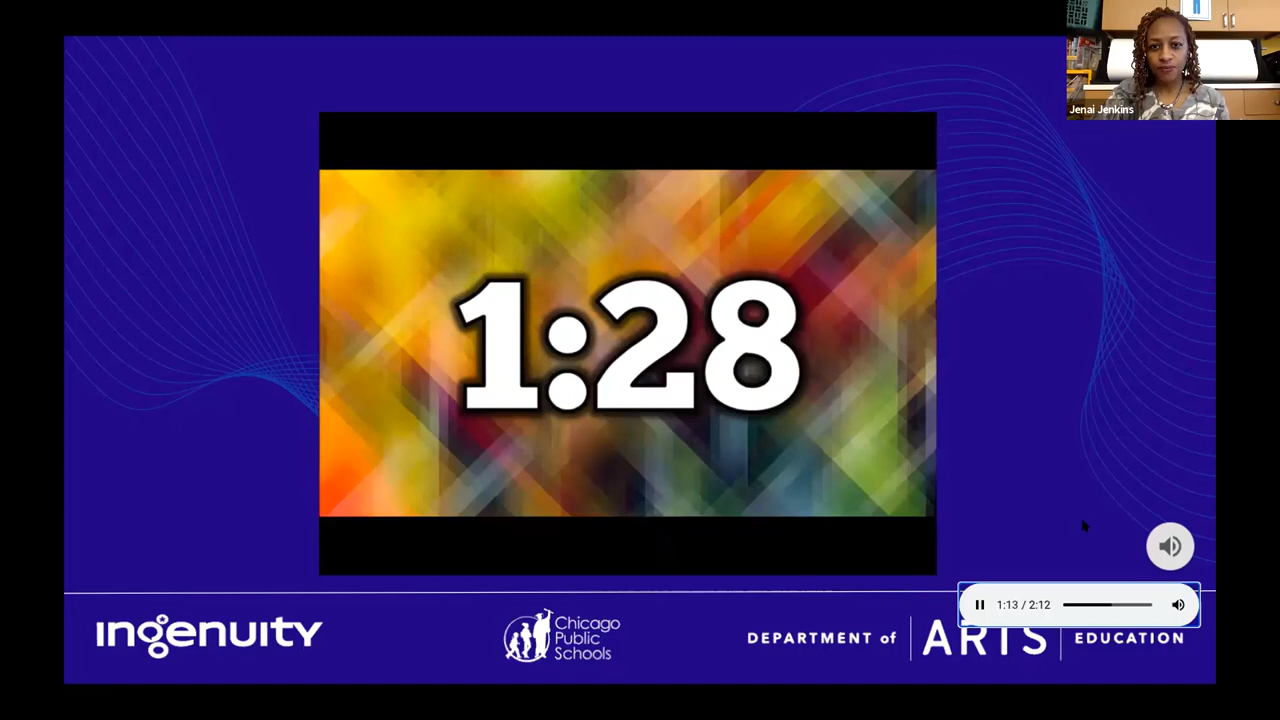 Jenai Jenkins
1:28
1:13 / 2:12
ingenuity
Chicago
Public
Schools
DEPARTMENT of
ARTS
EDUCATION